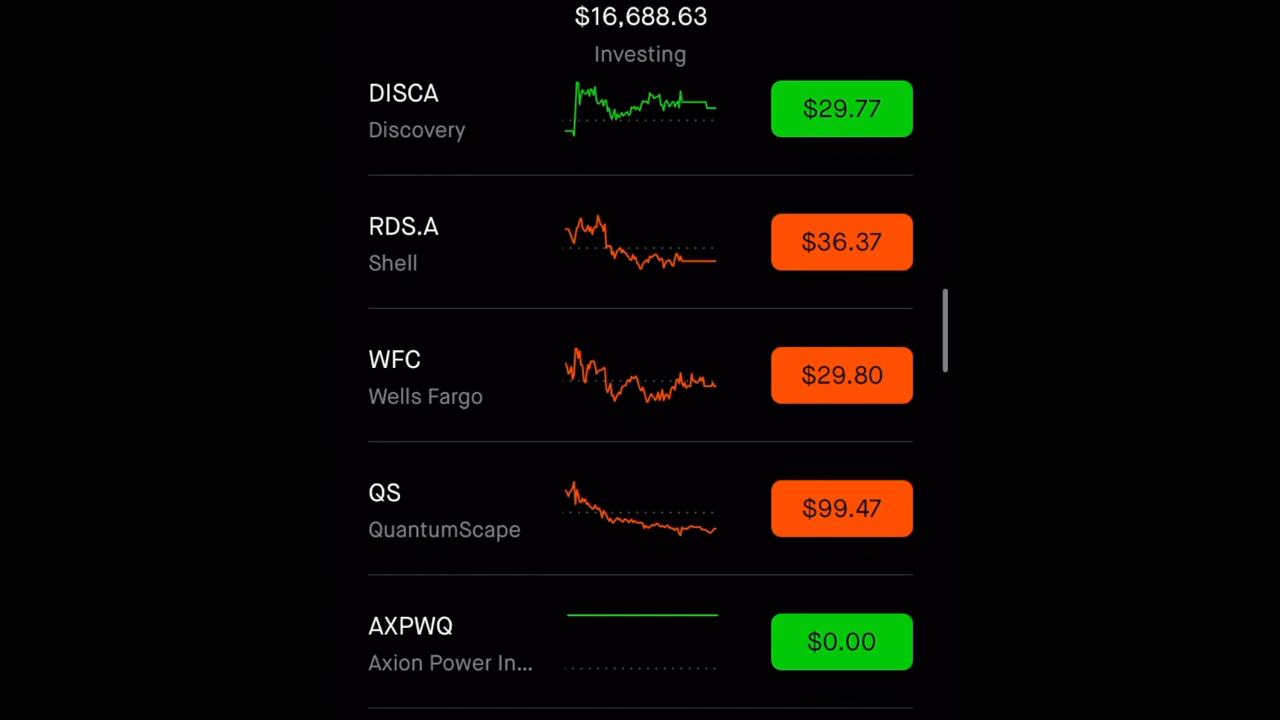 $16,688.63
Investing
DISCA
Discovery
$29.77
RDS.A
Shell
$36.37
WFC
Wells Fargo
$29.80
QS
QuantumScape
$99.47
AXPWQ
Axion Power In...
$0.00